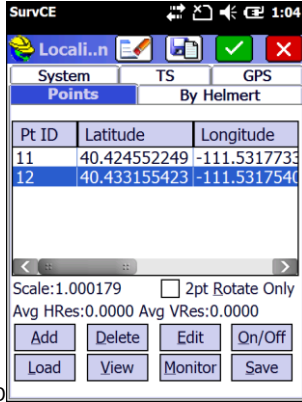 SurvCE 1:04
Locali..n
System TS GPS
Points By Helmert
Pt ID Latitude Longitude
11 40.424552249 -111.5317733
12 40.433155423 -111.5317540
Scale:1.000179 2pt Rotate Only
Avg HRes:0.0000 Avg VRes:0.0000
Add Delete Edit On/Off
Load View Monitor Save